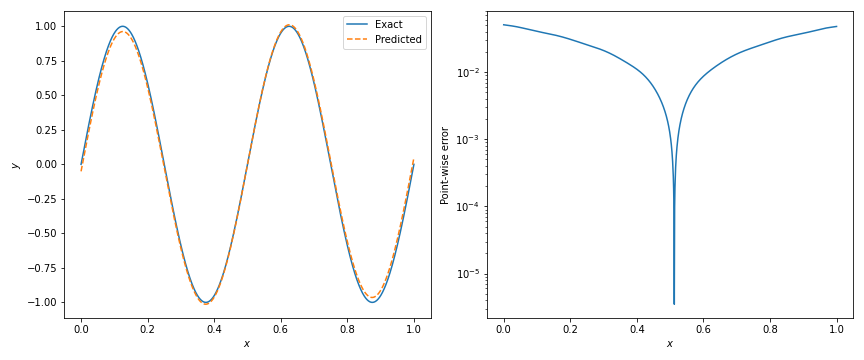 Exact
Predicted
1.00
0.75
0.50
0.25
0.00
−0.25
−0.50
−0.75
−1.00
y
0.0 0.2 0.4 0.6 0.8 1.0
x
10⁻²
10⁻³
10⁻⁴
10⁻⁵
Point-wise error
0.0 0.2 0.4 0.6 0.8 1.0
x